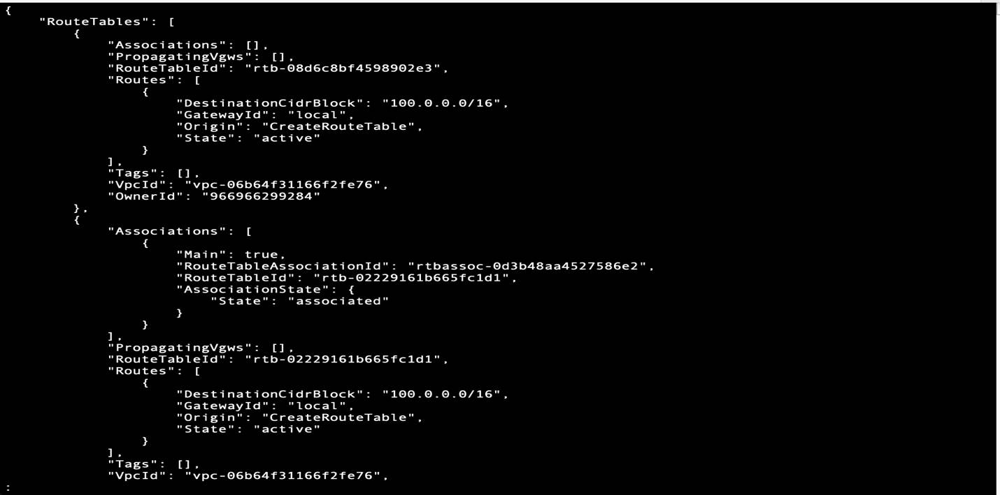 {
    "RouteTables": [
        {
            "Associations": [],
            "PropagatingVgws": [],
            "RouteTableId": "rtb-08d6c8bf4598902e3",
            "Routes": [
                {
                    "DestinationCidrBlock": "100.0.0.0/16",
                    "GatewayId": "local",
                    "Origin": "CreateRouteTable",
                    "State": "active"
                }
            ],
            "Tags": [],
            "VpcId": "vpc-06b64f31166f2fe76",
            "OwnerId": "966966299284"
        },
        {
            "Associations": [
                {
                    "Main": true,
                    "RouteTableAssociationId": "rtbassoc-0d3b48aa4527586e2",
                    "RouteTableId": "rtb-02229161b665fc1d1",
                    "AssociationState": {
                        "State": "associated"
                    }
                }
            ],
            "PropagatingVgws": [],
            "RouteTableId": "rtb-02229161b665fc1d1",
            "Routes": [
                {
                    "DestinationCidrBlock": "100.0.0.0/16",
                    "GatewayId": "local",
                    "Origin": "CreateRouteTable",
                    "State": "active"
                }
            ],
            "Tags": [],
            "VpcId": "vpc-06b64f31166f2fe76",
: